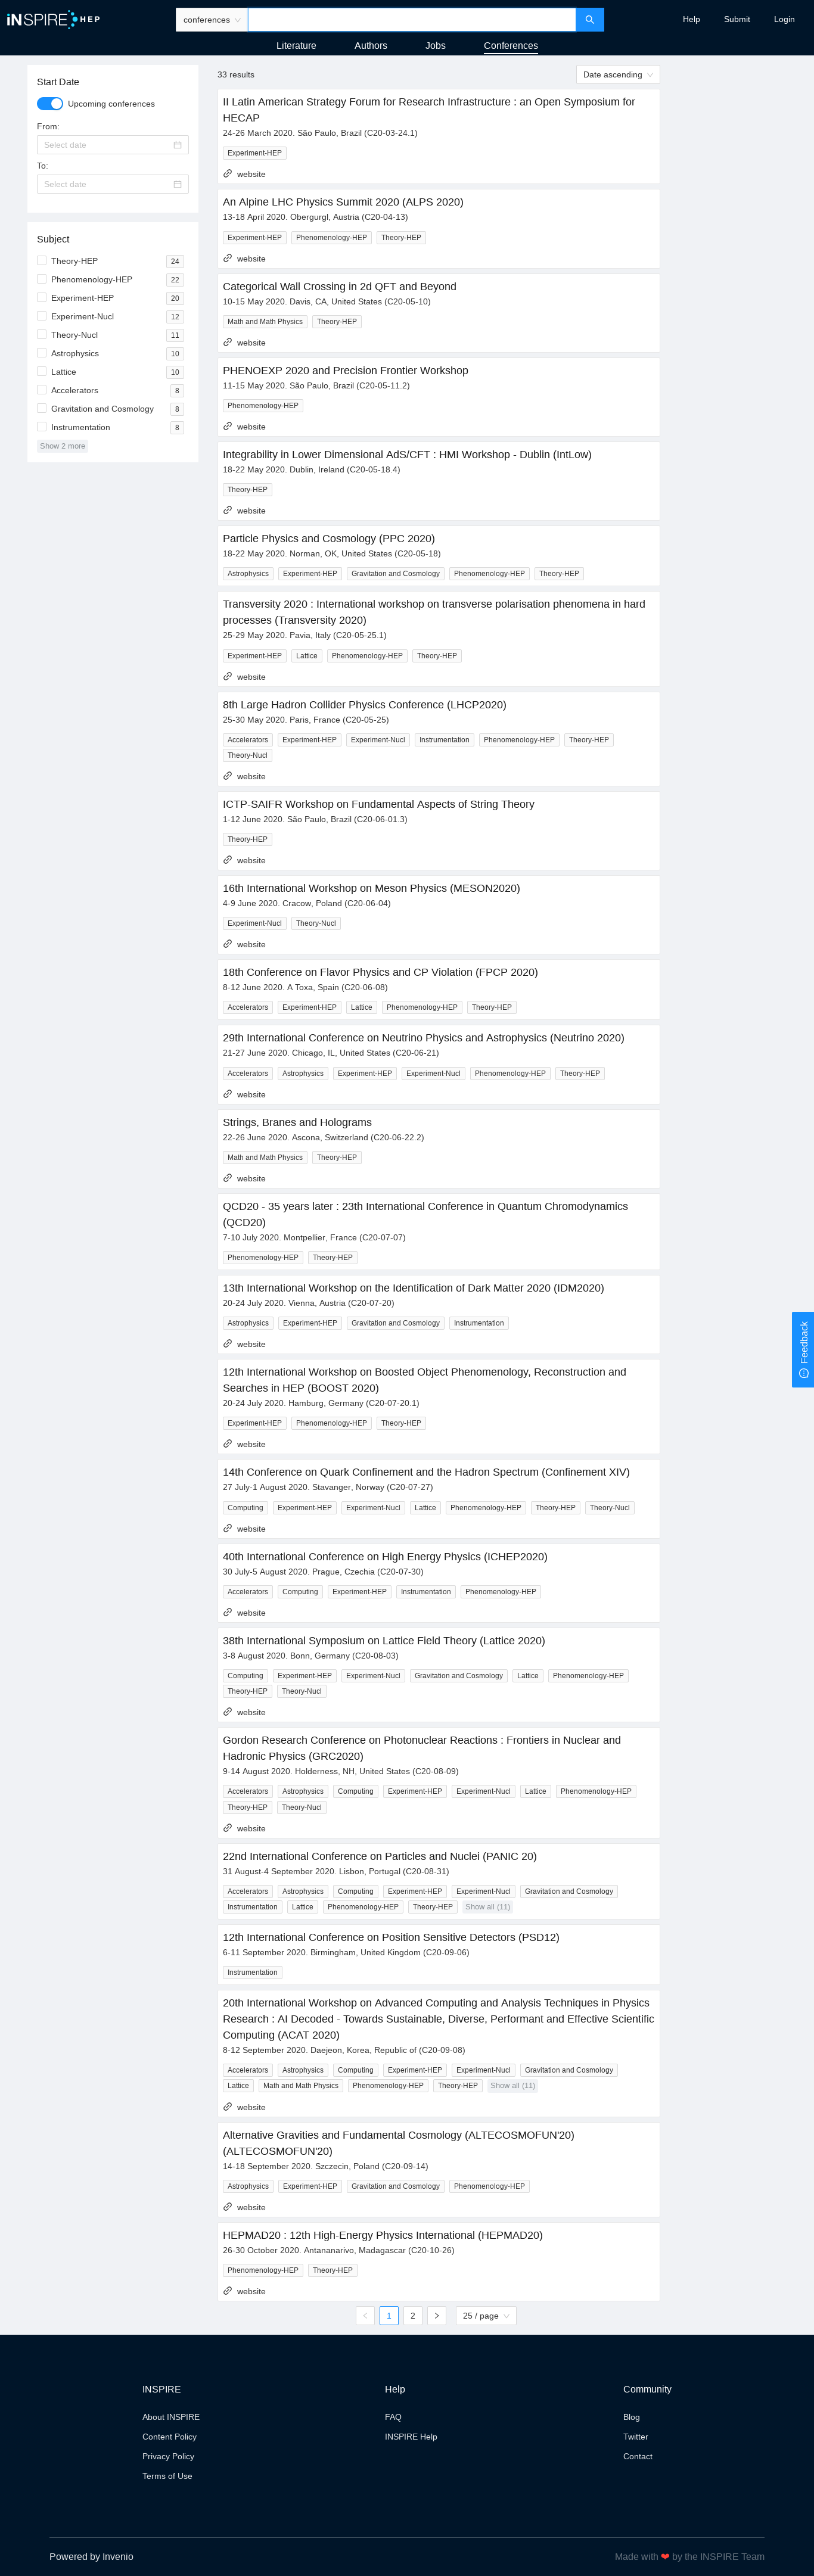 iNSPIRE HEP
conferences
Help
Submit
Login
Literature
Authors
Jobs
Conferences
Start Date
Upcoming conferences
From:
Select date
To:
Select date
Subject
Theory-HEP 24
Phenomenology-HEP 22
Experiment-HEP 20
Experiment-Nucl 12
Theory-Nucl 11
Astrophysics 10
Lattice 10
Accelerators 8
Gravitation and Cosmology 8
Instrumentation 8
Show 2 more
33 results
Date ascending
II Latin American Strategy Forum for Research Infrastructure : an Open Symposium for
HECAP
24-26 March 2020. São Paulo, Brazil (C20-03-24.1)
Experiment-HEP
website
An Alpine LHC Physics Summit 2020 (ALPS 2020)
13-18 April 2020. Obergurgl, Austria (C20-04-13)
Experiment-HEP Phenomenology-HEP Theory-HEP
website
Categorical Wall Crossing in 2d QFT and Beyond
10-15 May 2020. Davis, CA, United States (C20-05-10)
Math and Math Physics Theory-HEP
website
PHENOEXP 2020 and Precision Frontier Workshop
11-15 May 2020. São Paulo, Brazil (C20-05-11.2)
Phenomenology-HEP
website
Integrability in Lower Dimensional AdS/CFT : HMI Workshop - Dublin (IntLow)
18-22 May 2020. Dublin, Ireland (C20-05-18.4)
Theory-HEP
website
Particle Physics and Cosmology (PPC 2020)
18-22 May 2020. Norman, OK, United States (C20-05-18)
Astrophysics Experiment-HEP Gravitation and Cosmology Phenomenology-HEP Theory-HEP
Transversity 2020 : International workshop on transverse polarisation phenomena in hard
processes (Transversity 2020)
25-29 May 2020. Pavia, Italy (C20-05-25.1)
Experiment-HEP Lattice Phenomenology-HEP Theory-HEP
website
8th Large Hadron Collider Physics Conference (LHCP2020)
25-30 May 2020. Paris, France (C20-05-25)
Accelerators Experiment-HEP Experiment-Nucl Instrumentation Phenomenology-HEP Theory-HEP
Theory-Nucl
website
ICTP-SAIFR Workshop on Fundamental Aspects of String Theory
1-12 June 2020. São Paulo, Brazil (C20-06-01.3)
Theory-HEP
website
16th International Workshop on Meson Physics (MESON2020)
4-9 June 2020. Cracow, Poland (C20-06-04)
Experiment-Nucl Theory-Nucl
website
18th Conference on Flavor Physics and CP Violation (FPCP 2020)
8-12 June 2020. A Toxa, Spain (C20-06-08)
Accelerators Experiment-HEP Lattice Phenomenology-HEP Theory-HEP
29th International Conference on Neutrino Physics and Astrophysics (Neutrino 2020)
21-27 June 2020. Chicago, IL, United States (C20-06-21)
Accelerators Astrophysics Experiment-HEP Experiment-Nucl Phenomenology-HEP Theory-HEP
website
Strings, Branes and Holograms
22-26 June 2020. Ascona, Switzerland (C20-06-22.2)
Math and Math Physics Theory-HEP
website
QCD20 - 35 years later : 23th International Conference in Quantum Chromodynamics
(QCD20)
7-10 July 2020. Montpellier, France (C20-07-07)
Phenomenology-HEP Theory-HEP
13th International Workshop on the Identification of Dark Matter 2020 (IDM2020)
20-24 July 2020. Vienna, Austria (C20-07-20)
Astrophysics Experiment-HEP Gravitation and Cosmology Instrumentation
website
12th International Workshop on Boosted Object Phenomenology, Reconstruction and
Searches in HEP (BOOST 2020)
20-24 July 2020. Hamburg, Germany (C20-07-20.1)
Experiment-HEP Phenomenology-HEP Theory-HEP
website
14th Conference on Quark Confinement and the Hadron Spectrum (Confinement XIV)
27 July-1 August 2020. Stavanger, Norway (C20-07-27)
Computing Experiment-HEP Experiment-Nucl Lattice Phenomenology-HEP Theory-HEP Theory-Nucl
website
40th International Conference on High Energy Physics (ICHEP2020)
30 July-5 August 2020. Prague, Czechia (C20-07-30)
Accelerators Computing Experiment-HEP Instrumentation Phenomenology-HEP
website
38th International Symposium on Lattice Field Theory (Lattice 2020)
3-8 August 2020. Bonn, Germany (C20-08-03)
Computing Experiment-HEP Experiment-Nucl Gravitation and Cosmology Lattice Phenomenology-HEP
Theory-HEP Theory-Nucl
website
Gordon Research Conference on Photonuclear Reactions : Frontiers in Nuclear and
Hadronic Physics (GRC2020)
9-14 August 2020. Holderness, NH, United States (C20-08-09)
Accelerators Astrophysics Computing Experiment-HEP Experiment-Nucl Lattice Phenomenology-HEP
Theory-HEP Theory-Nucl
website
22nd International Conference on Particles and Nuclei (PANIC 20)
31 August-4 September 2020. Lisbon, Portugal (C20-08-31)
Accelerators Astrophysics Computing Experiment-HEP Experiment-Nucl Gravitation and Cosmology
Instrumentation Lattice Phenomenology-HEP Theory-HEP Show all (11)
12th International Conference on Position Sensitive Detectors (PSD12)
6-11 September 2020. Birmingham, United Kingdom (C20-09-06)
Instrumentation
20th International Workshop on Advanced Computing and Analysis Techniques in Physics
Research : AI Decoded - Towards Sustainable, Diverse, Performant and Effective Scientific
Computing (ACAT 2020)
8-12 September 2020. Daejeon, Korea, Republic of (C20-09-08)
Accelerators Astrophysics Computing Experiment-HEP Experiment-Nucl Gravitation and Cosmology
Lattice Math and Math Physics Phenomenology-HEP Theory-HEP Show all (11)
website
Alternative Gravities and Fundamental Cosmology (ALTECOSMOFUN'20)
(ALTECOSMOFUN'20)
14-18 September 2020. Szczecin, Poland (C20-09-14)
Astrophysics Experiment-HEP Gravitation and Cosmology Phenomenology-HEP
website
HEPMAD20 : 12th High-Energy Physics International (HEPMAD20)
26-30 October 2020. Antananarivo, Madagascar (C20-10-26)
Phenomenology-HEP Theory-HEP
website
1 2 25 / page
Feedback
INSPIRE
About INSPIRE
Content Policy
Privacy Policy
Terms of Use
Help
FAQ
INSPIRE Help
Community
Blog
Twitter
Contact
Powered by Invenio
Made with ❤ by the INSPIRE Team